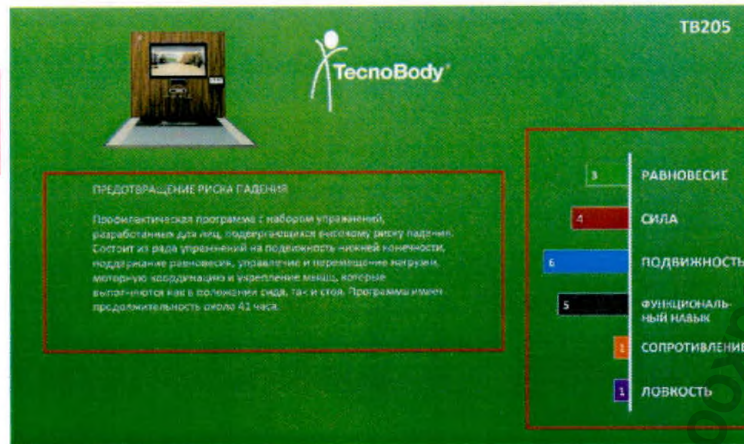 TB205
TecnoBody®
ПРЕДОТВРАЩЕНИЕ РИСКА ПАДЕНИЯ
Профилактическая программа с набором упражнений,
разработанных для лиц, подвергающихся высокому риску падения.
Состоит из ряда упражнений на подвижность нижней конечности,
поддержание равновесия, управление и перемещение нагрузки,
моторную координацию и укрепление мышц, которые
выполняются как в положении сидя, так и стоя. Программа имеет
продолжительность около 41 часа.
3 РАВНОВЕСИЕ
4 СИЛА
6 ПОДВИЖНОСТЬ
5 ФУНКЦИОНАЛЬ-
НЫЙ НАВЫК
2 СОПРОТИВЛЕНИЕ
1 ЛОВКОСТЬ